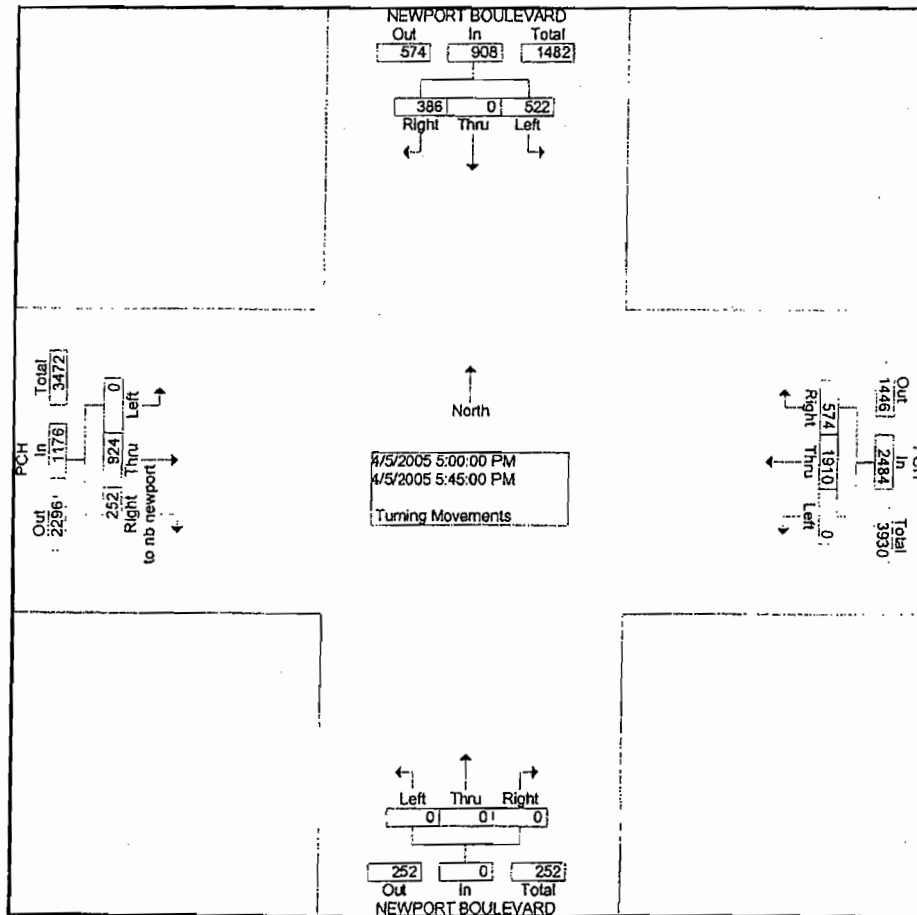 NEWPORT BOULEVARD
Out In Total
574 908 1482
386 0 522
Right Thru Left
PCH
Total In Out
3472 1176 2296
0 924 252
Left Thru Right
to nb newport
North
4/5/2005 5:00:00 PM
4/5/2005 5:45:00 PM
Turning Movements
Right Thru Left
574 1910 0
Out In Total
1446 2484 3930
PCH
Left Thru Right
0 0 0
252 0 252
Out In Total
NEWPORT BOULEVARD